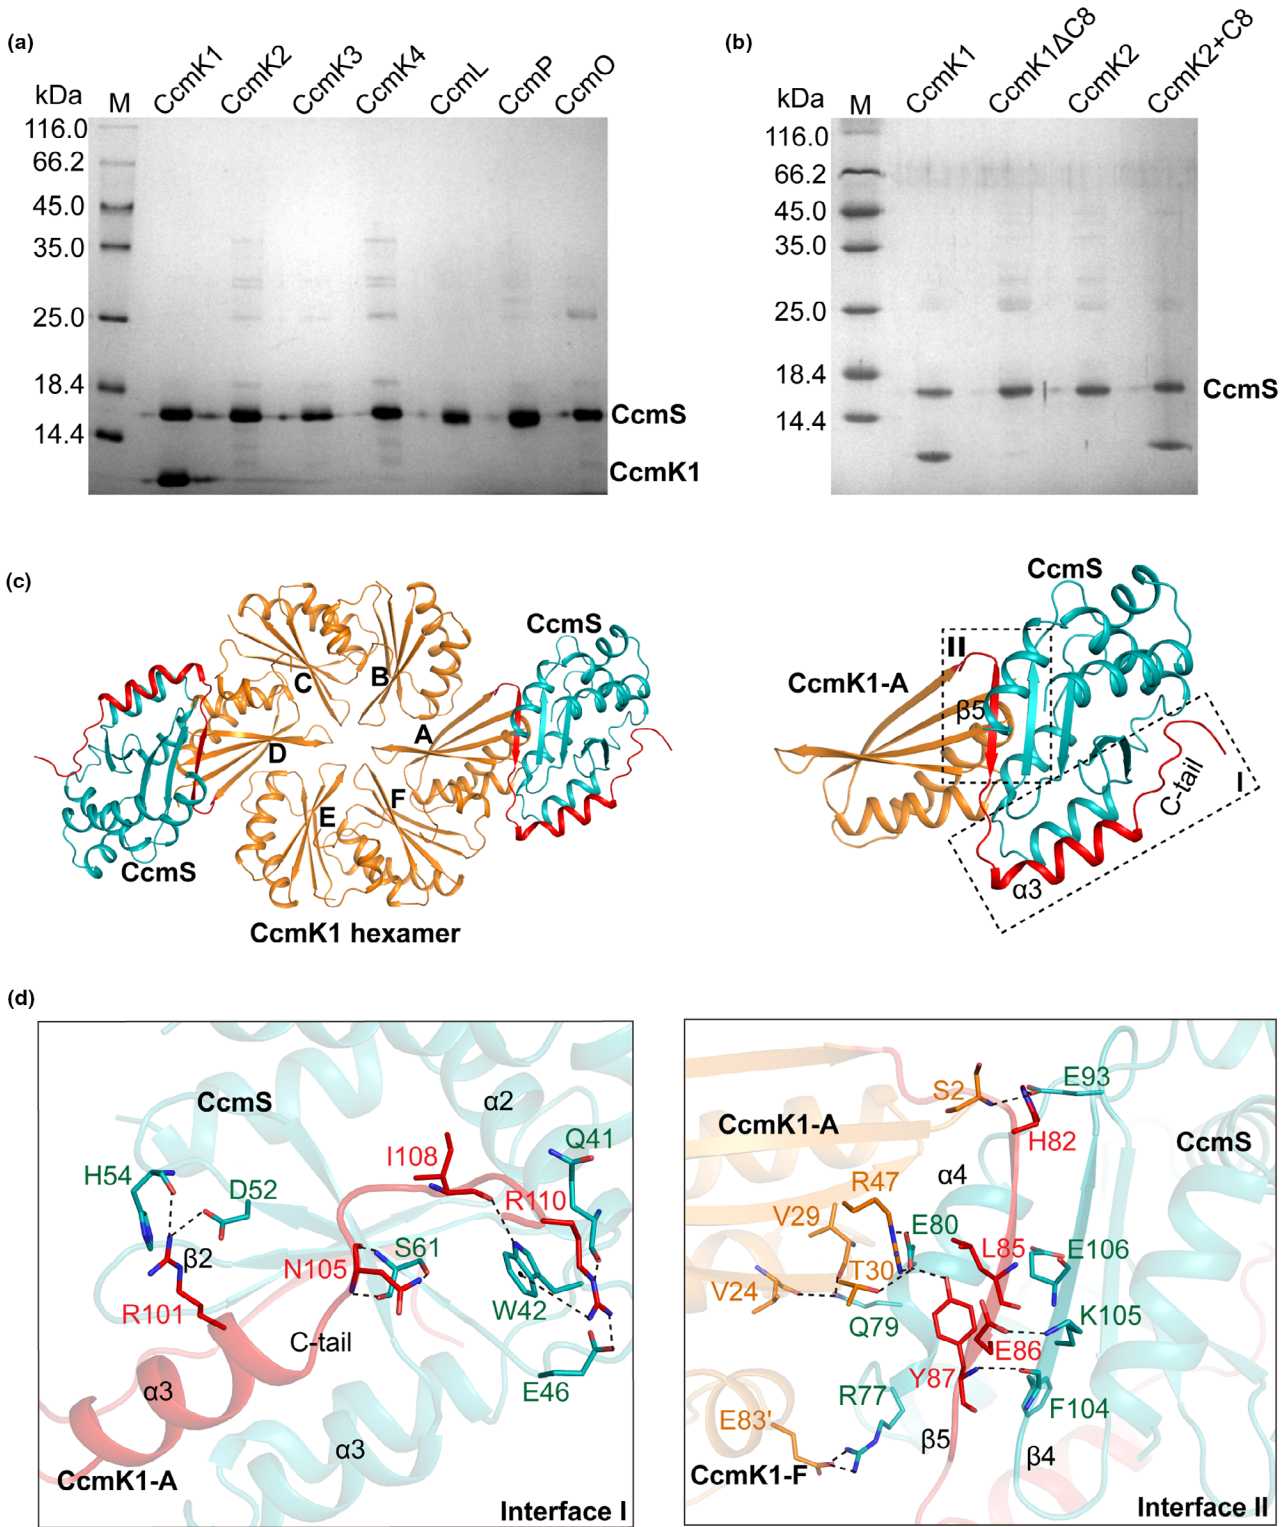 (a)
kDa M CcmK1 CcmK2 CcmK3 CcmK4 CcmL CcmP CcmO
116.0
66.2
45.0
35.0
25.0
18.4
14.4
CcmS
CcmK1
(b)
kDa M CcmK1 CcmK1ΔC8 CcmK2 CcmK2+C8
116.0
66.2
45.0
35.0
25.0
18.4
14.4
CcmS
(c)
CcmS
C B
A
D
F
E
CcmS
CcmK1 hexamer
CcmS
II
CcmK1-A
β5
C-tail
I
α3
(d)
CcmS
α2
Q41
I108
H54
D52
R110
β2
S61
N105
W42
R101
C-tail
E46
α3
α3
CcmK1-A
Interface I
S2
E93
CcmK1-A
H82
CcmS
α4
R47
V29
E80
L85
E106
T30
V24
Q79
K105
E86
Y87
R77
F104
E83'
β5
β4
CcmK1-F
Interface II